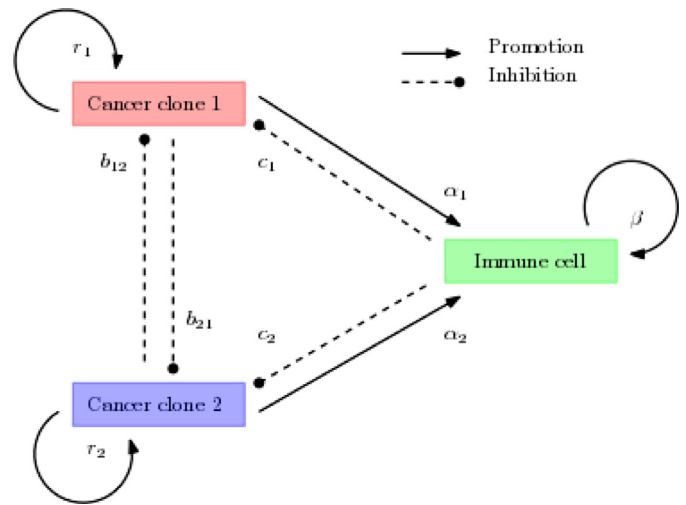 r₁
Promotion
Inhibition
Cancer clone 1
b₁₂
c₁
α₁
β
Immune cell
b₂₁
c₂
α₂
Cancer clone 2
r₂